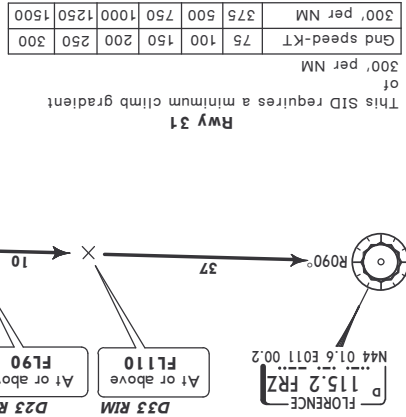 FLORENCE
D 115.2 FRZ
N44 01.6 E011 00.2
D33 RIM
At or above
FL110
D23 R
At or abov
FL90
R090°
37
10
Rwy 31
This SID requires a minimum climb gradient
of
300' per NM
Gnd speed-KT 75 100 150 200 250 300
300' per NM 375 500 750 1000 1250 1500